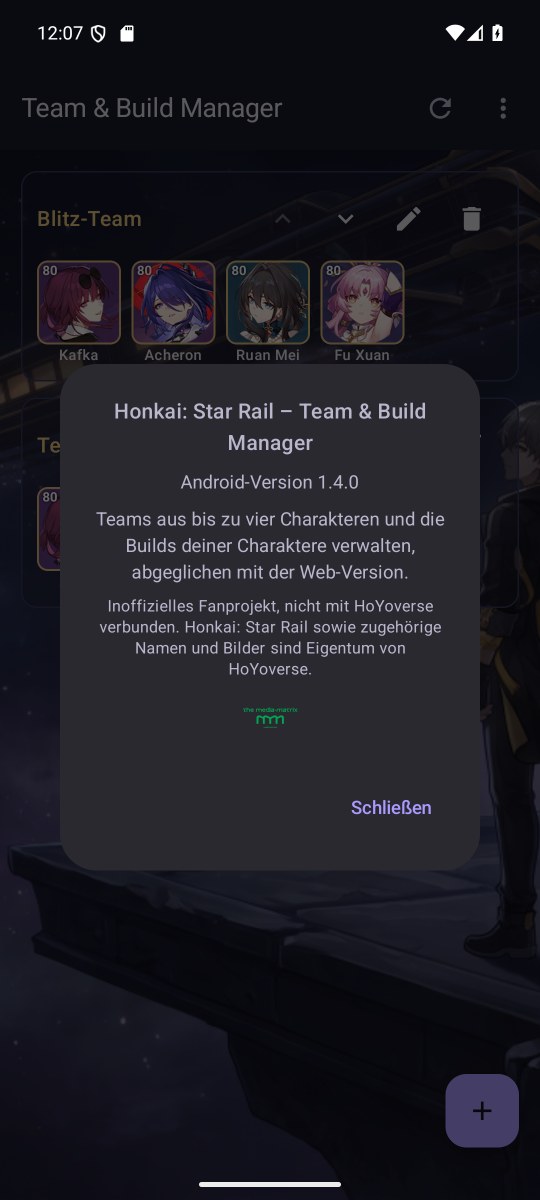 12:07
Team & Build Manager
Blitz-Team
80 80 80 80
Kafka Acheron Ruan Mei Fu Xuan
Te
80
Honkai: Star Rail – Team & Build
Manager
Android-Version 1.4.0
Teams aus bis zu vier Charakteren und die
Builds deiner Charaktere verwalten,
abgeglichen mit der Web-Version.
Inoffizielles Fanprojekt, nicht mit HoYoverse
verbunden. Honkai: Star Rail sowie zugehörige
Namen und Bilder sind Eigentum von
HoYoverse.
the media matrix
mm
Schließen